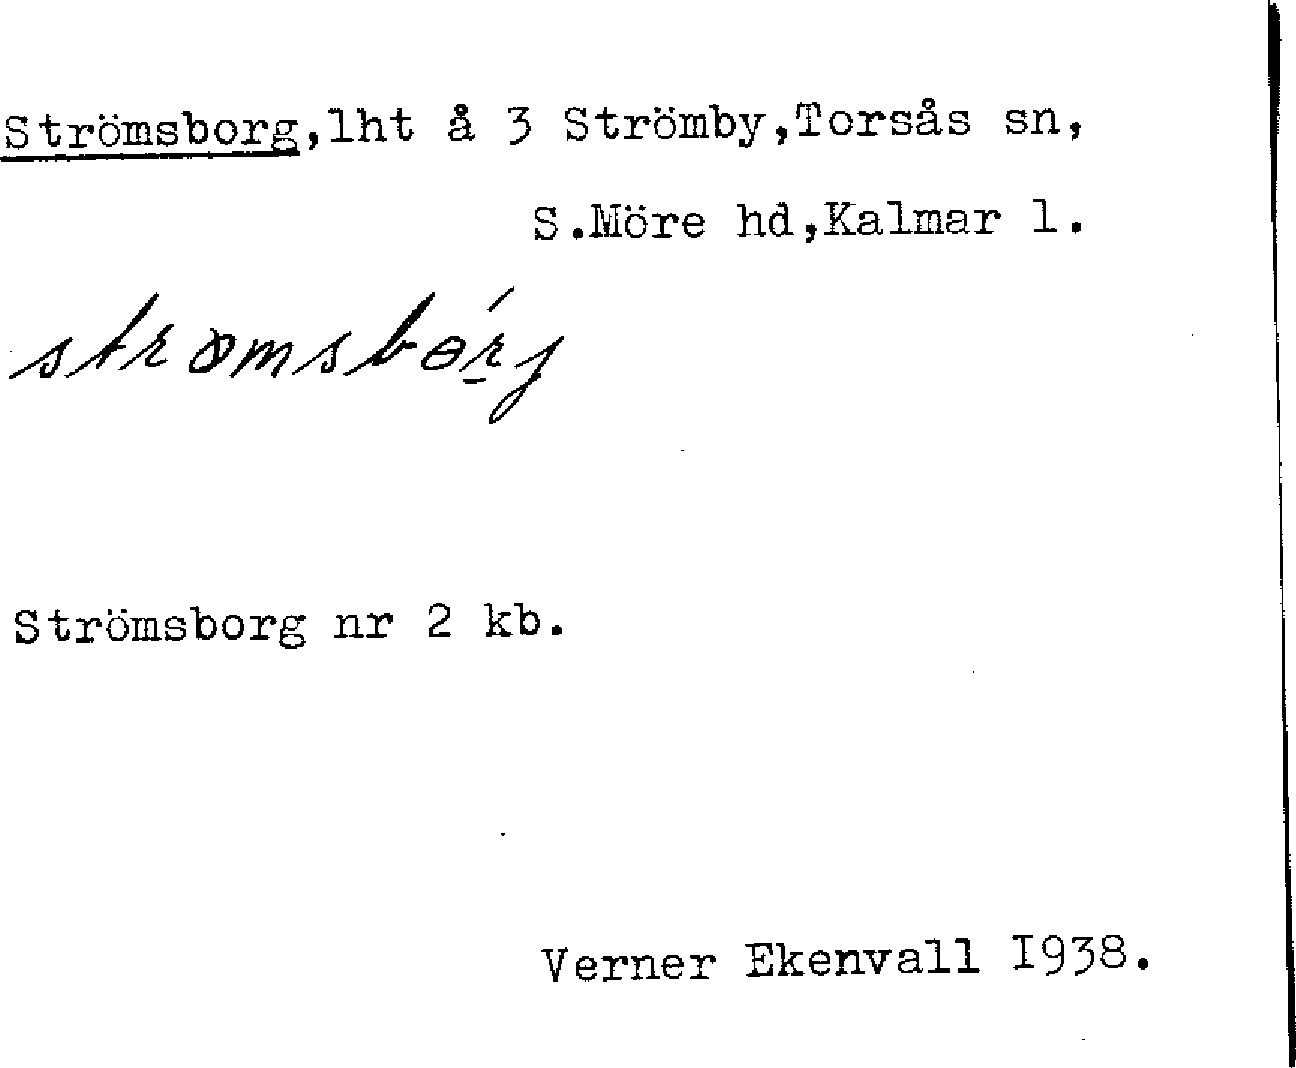 Strömsborg,lht å 3 Strömby,Torsås sn,
S.Möre hd,Kalmar l.
Strömsborg nr 2 kb.
Verner Ekenvall I938.